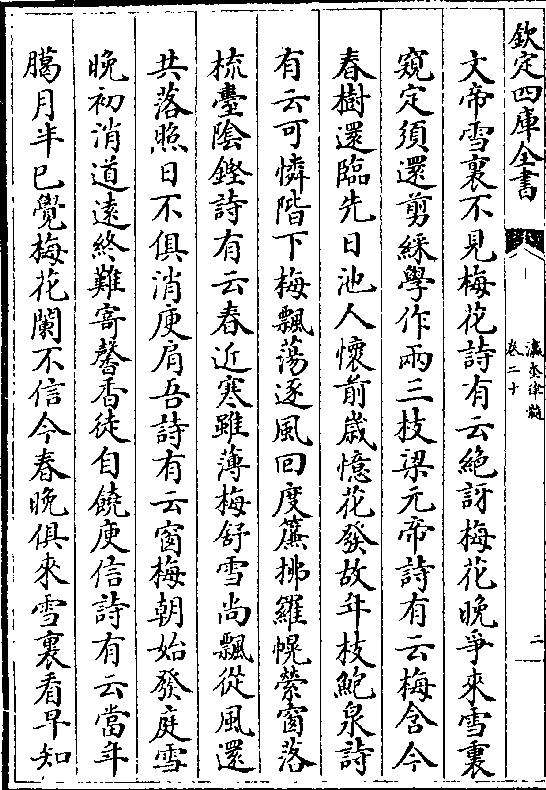 欽定四庫全書
瀛奎律髓
卷二十
二
文帝雪裏不見梅花詩有云絶訝梅花晚爭來雪裏
窺定須還剪綵學作兩三枝梁元帝詩有云梅含今
春樹還臨先日池人懷前嵗憶花發故年枝鮑泉詩
有云可憐階下梅飄蕩逐風回度簾拂羅幌縈窗落
梳臺陰鏗詩有云春近寒雖薄梅舒雪尚飄從風還
共落照日不俱消庾肩吾詩有云窗梅朝始發庭雪
晚初消道遠終難寄馨香徒自饒庾信詩有云當年
臈月半已覺梅花闌不信今春晚俱來雪裏看早知